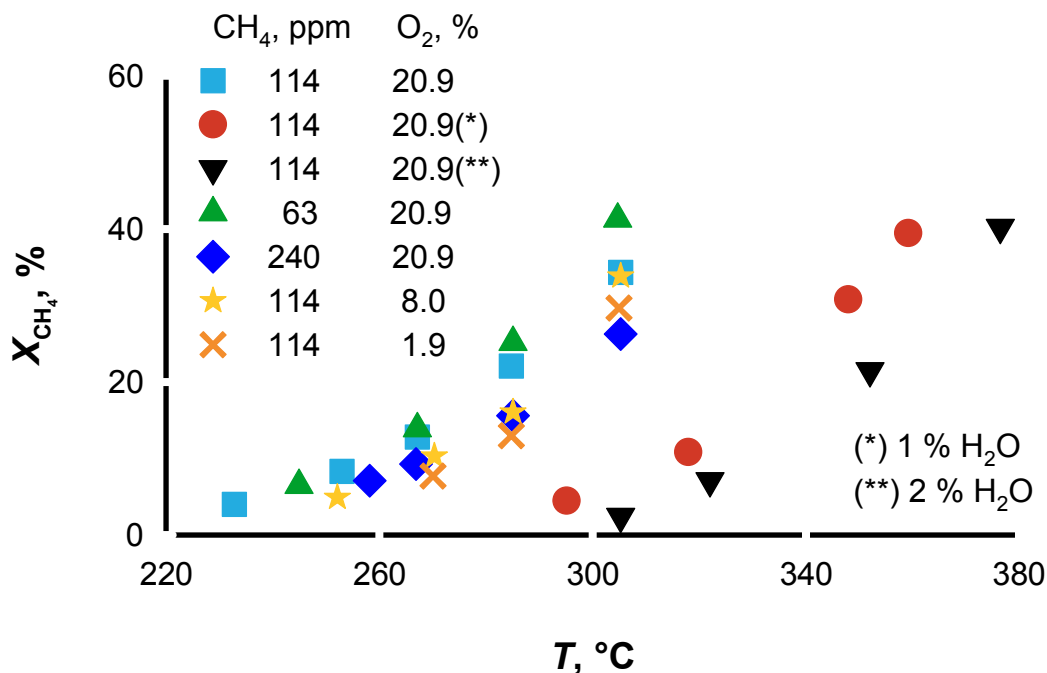 CH₄, ppm O₂, %
114 20.9
114 20.9(*)
114 20.9(**)
63 20.9
240 20.9
114 8.0
114 1.9
60
40
20
0
X_CH₄, %
(*) 1 % H₂O
(**) 2 % H₂O
220 260 300 340 380
T, °C